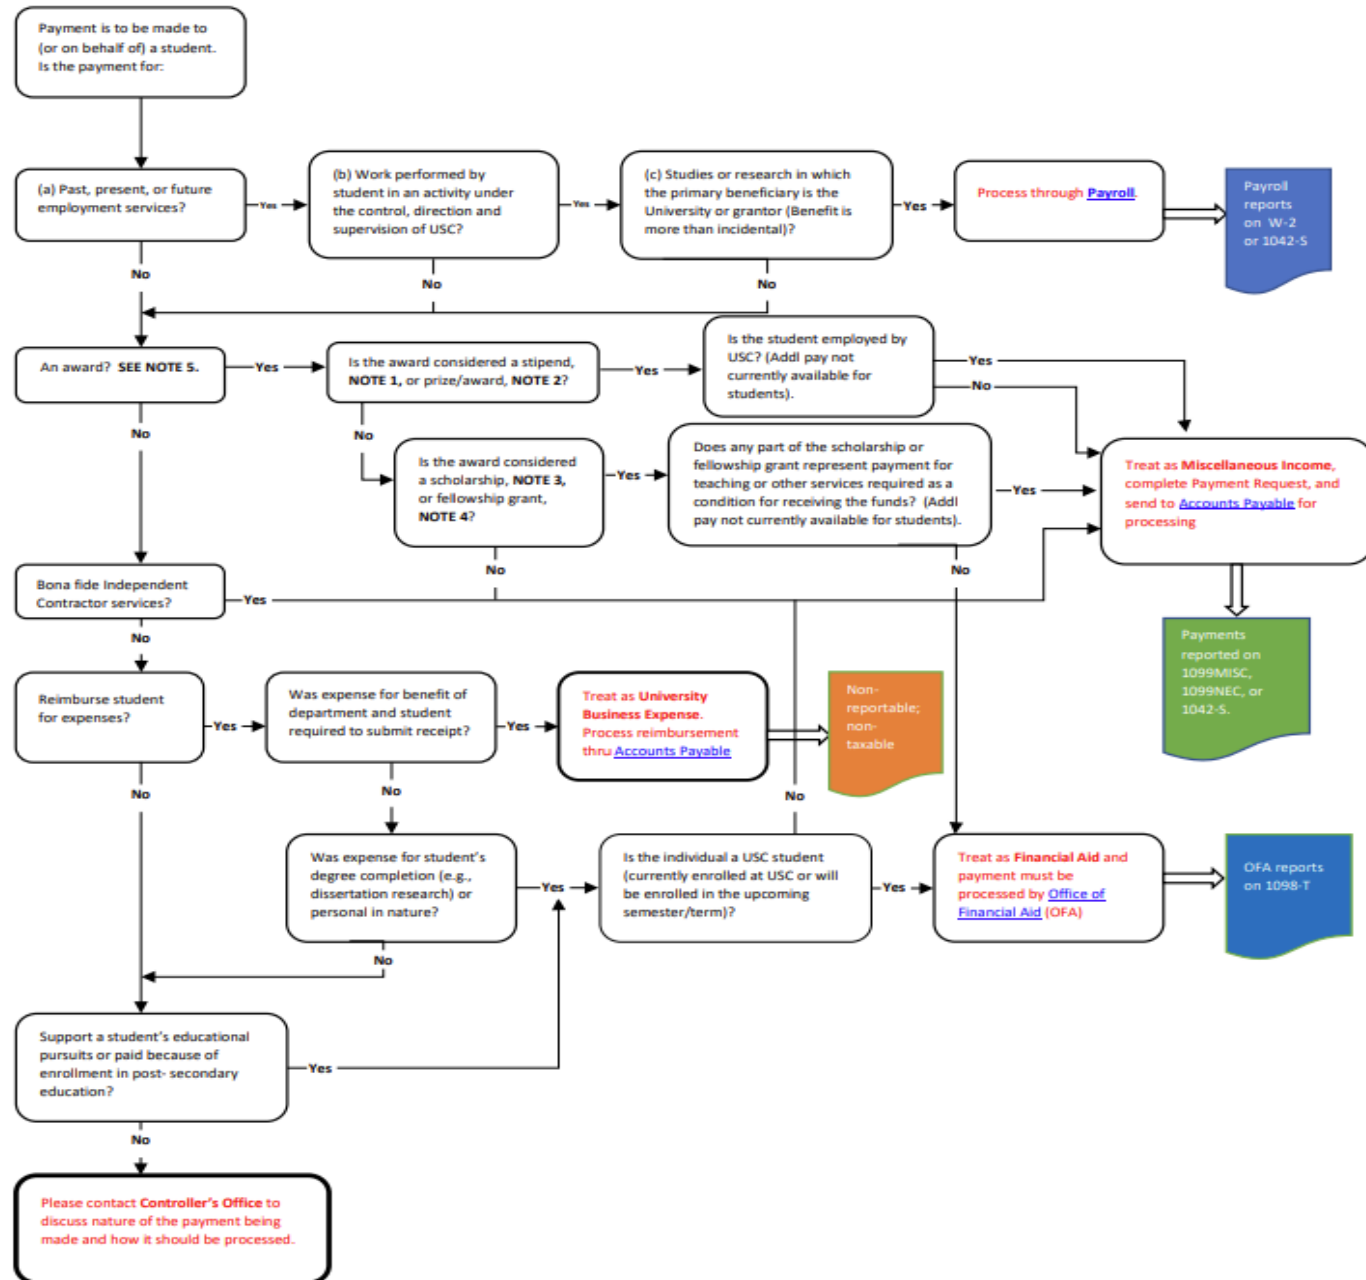 Payment is to be made to
(or on behalf of) a student.
Is the payment for:
(a) Past, present, or future
employment services?
Yes
(b) Work performed by
student in an activity under
the control, direction and
supervision of USC?
Yes
(c) Studies or research in which
the primary beneficiary is the
University or grantor (Benefit is
more than incidental)?
Yes
Process through Payroll.
Payroll
reports
on W-2
or 1042-S
No
No
No
An award? SEE NOTE 5.
Yes
Is the award considered a stipend,
NOTE 1, or prize/award, NOTE 2?
Yes
Is the student employed by
USC? (Addl pay not
currently available for
students).
Yes
No
No
No
Is the award considered
a scholarship, NOTE 3,
or fellowship grant,
NOTE 4?
Yes
Does any part of the scholarship or
fellowship grant represent payment for
teaching or other services required as a
condition for receiving the funds? (Addl
pay not currently available for students).
Yes
Treat as Miscellaneous Income,
complete Payment Request, and
send to Accounts Payable for
processing
No
No
Bona fide Independent
Contractor services?
Yes
No
Payments
reported on
1099MISC,
1099NEC, or
1042-S.
Reimburse student
for expenses?
Yes
Was expense for benefit of
department and student
required to submit receipt?
Yes
Treat as University
Business Expense.
Process reimbursement
thru Accounts Payable
Non-
reportable;
non-
taxable
No
No
No
Was expense for student's
degree completion (e.g.,
dissertation research) or
personal in nature?
Yes
Is the individual a USC student
(currently enrolled at USC or will
be enrolled in the upcoming
semester/term)?
Yes
Treat as Financial Aid and
payment must be
processed by Office of
Financial Aid (OFA)
OFA reports
on 1098-T
No
Support a student's educational
pursuits or paid because of
enrollment in post- secondary
education?
Yes
No
Please contact Controller's Office to
discuss nature of the payment being
made and how it should be processed.